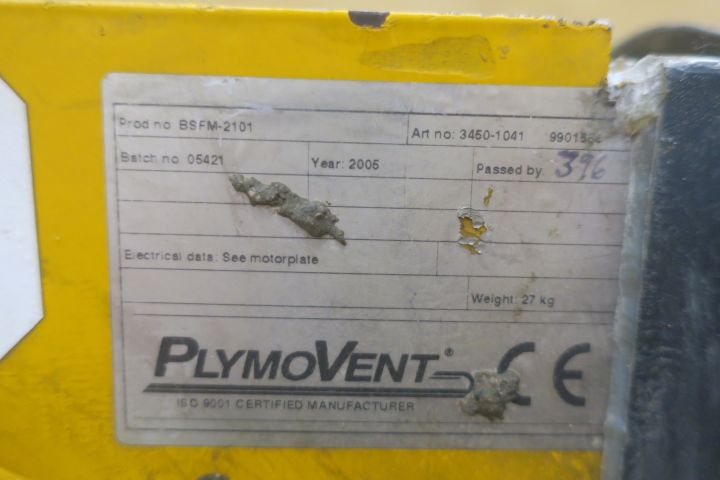 Prod no: BSFM-2101
Art no: 3450-1041
Batch no 05421 Year: 2005 Passed by. 396
Electrical data: See motorplate
Weight: 27 kg
PLYMOVENT® CE
ISO 9001 CERTIFIED MANUFACTURER